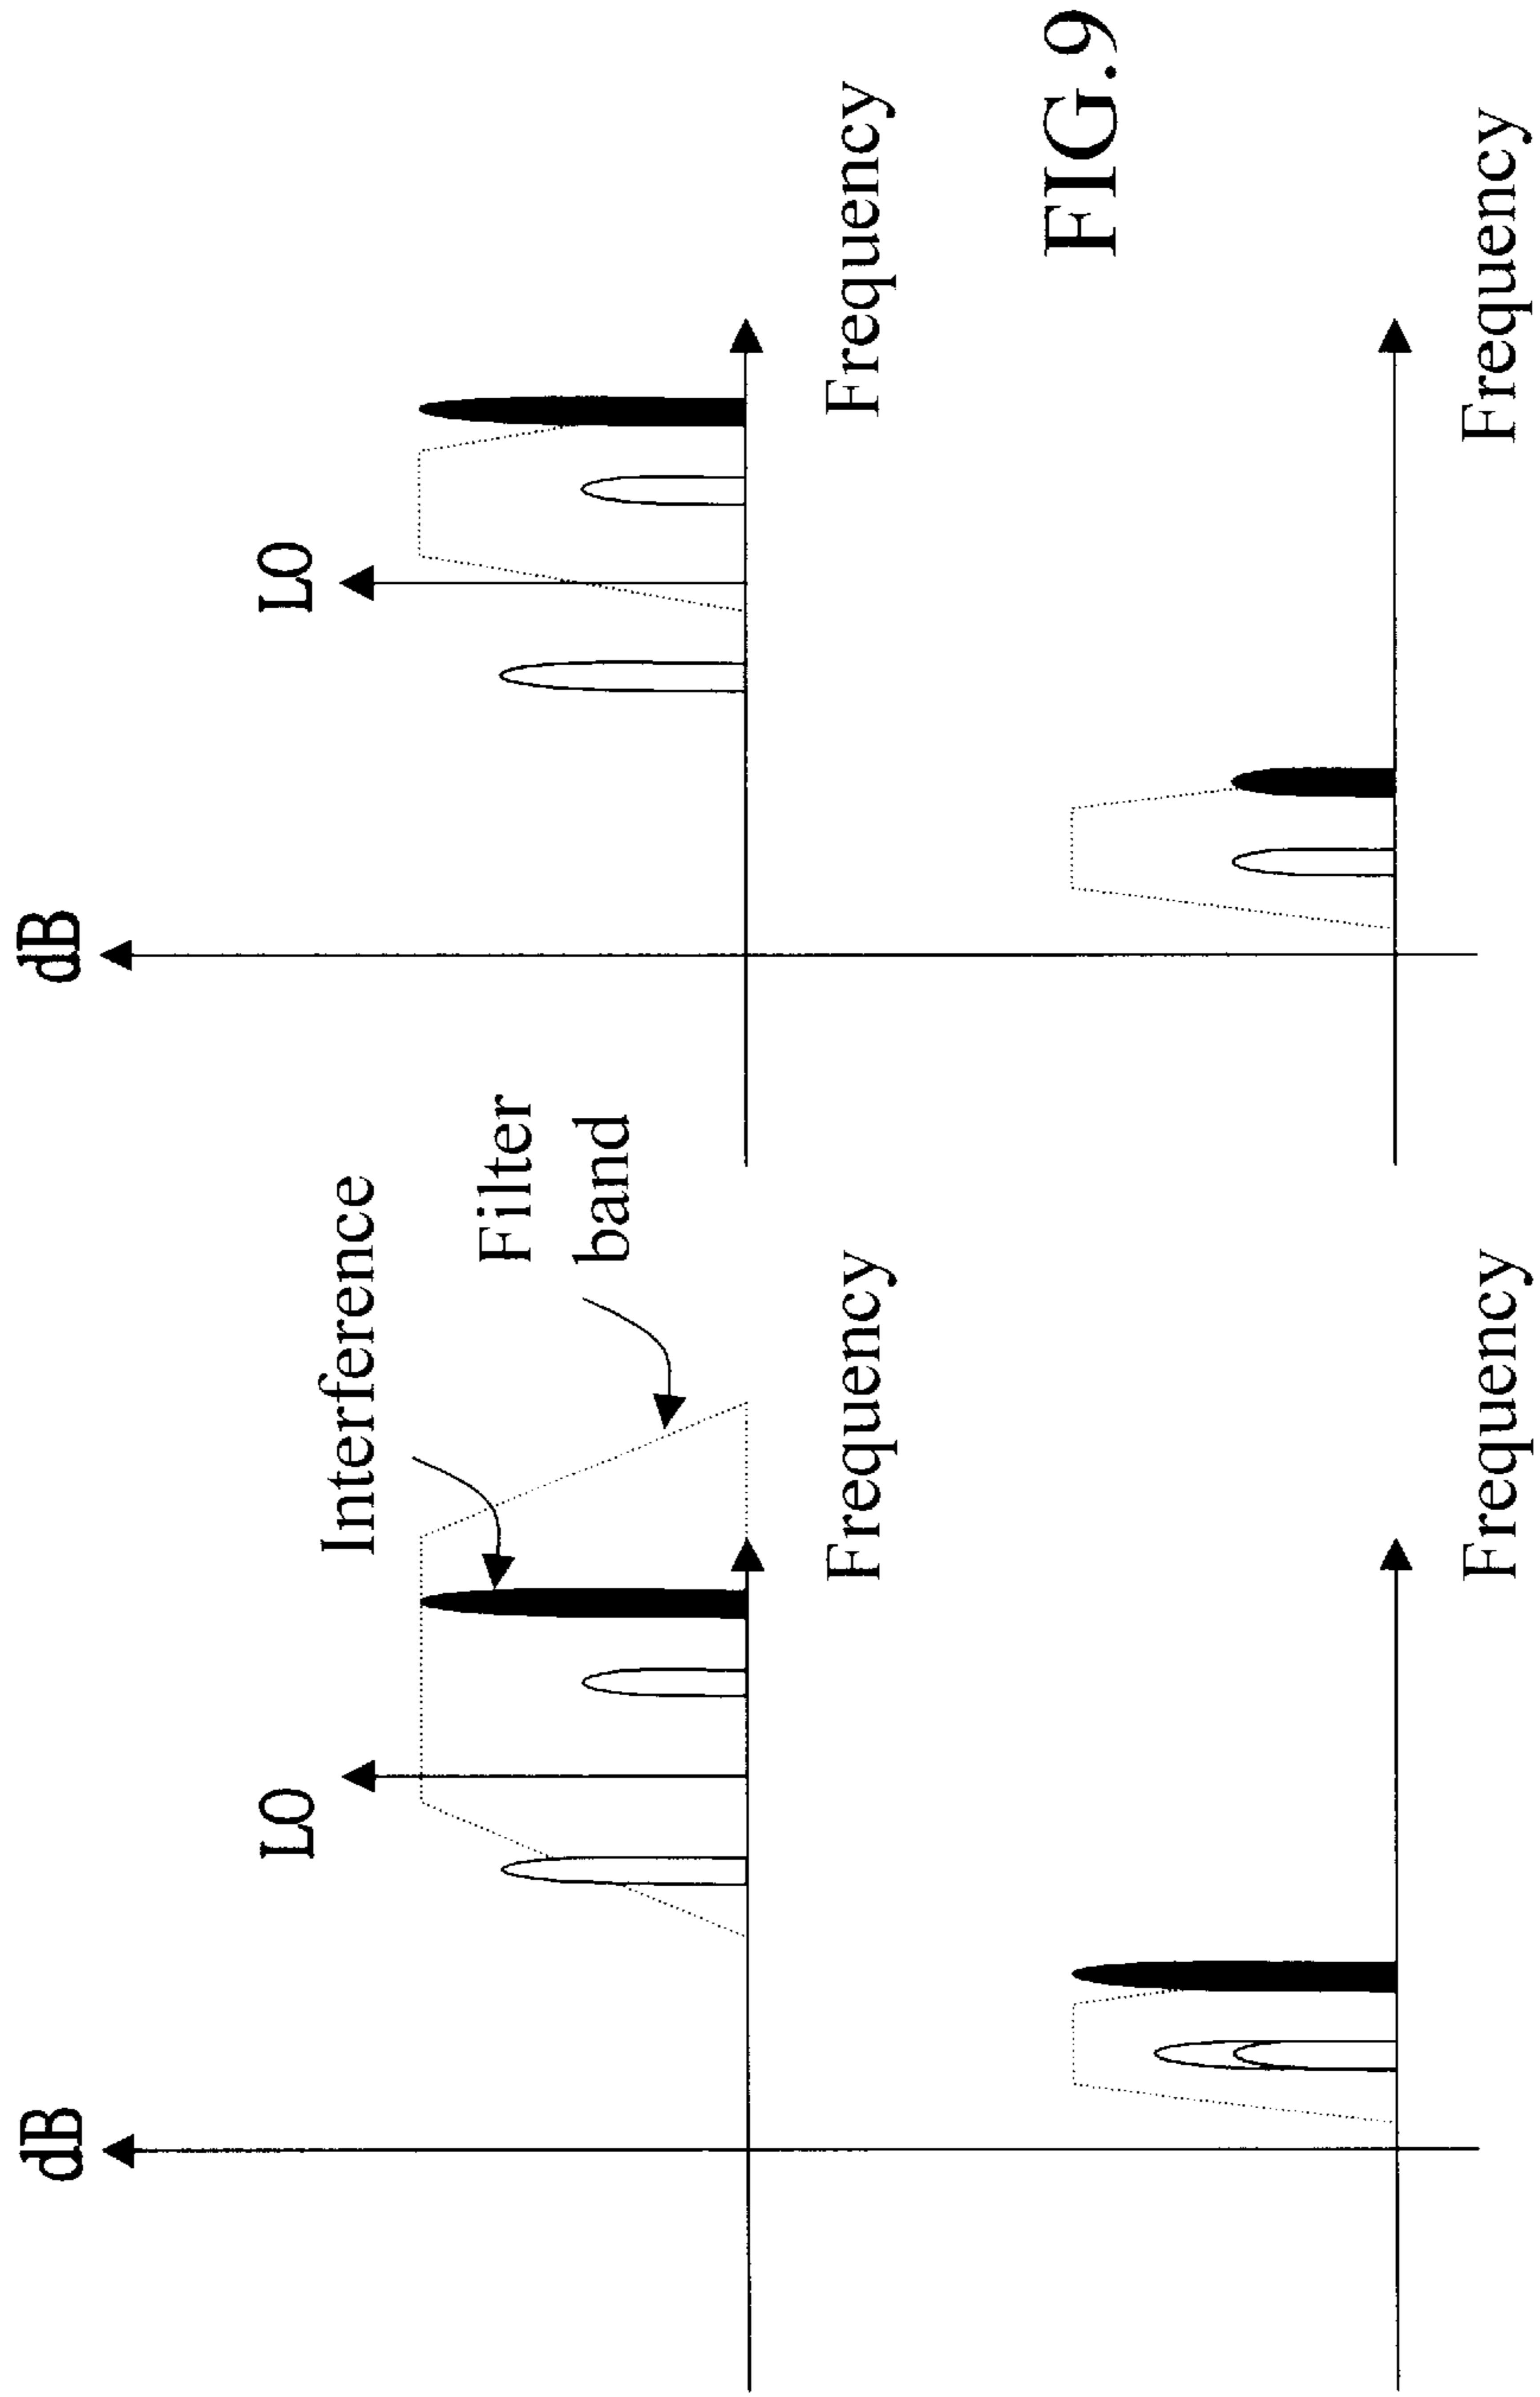 dB
LO
Interference
Filter
band
Frequency
Frequency
dB
LO
Frequency
FIG.9
Frequency